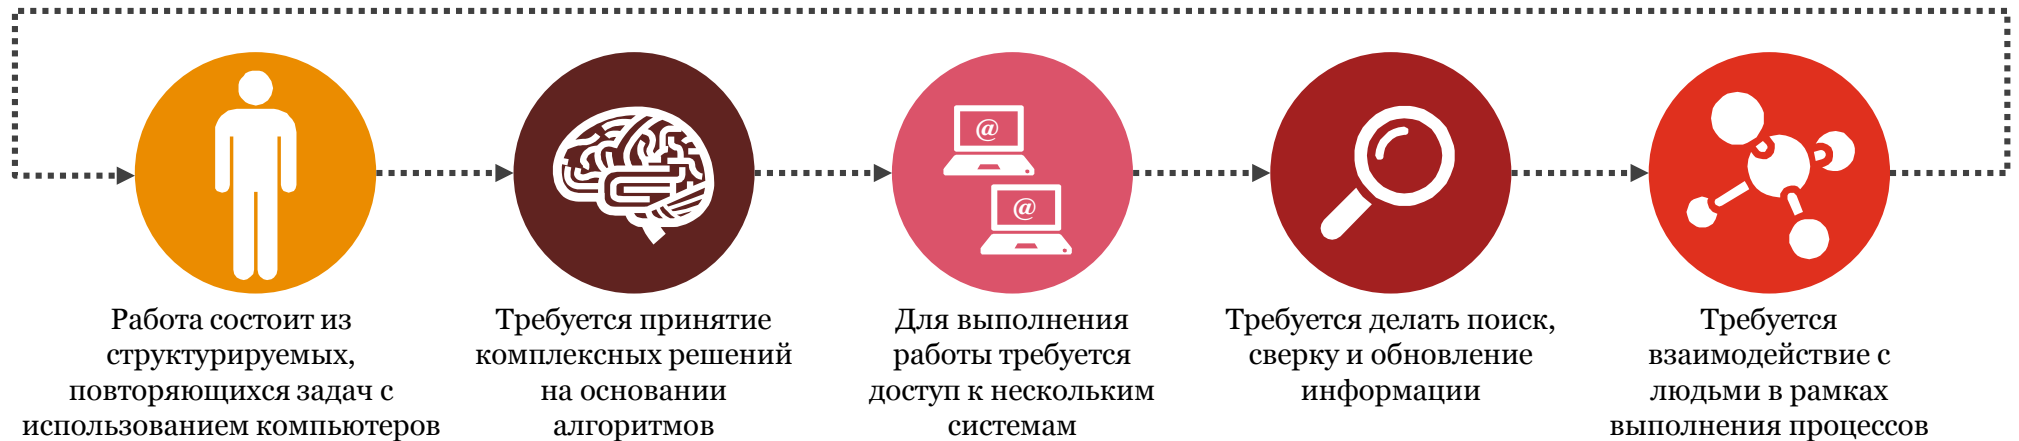 @
@
Работа состоит из
структурируемых,
повторяющихся задач с
использованием компьютеров
Требуется принятие
комплексных решений
на основании
алгоритмов
Для выполнения
работы требуется
доступ к нескольким
системам
Требуется делать поиск,
сверку и обновление
информации
Требуется
взаимодействие с
людьми в рамках
выполнения процессов